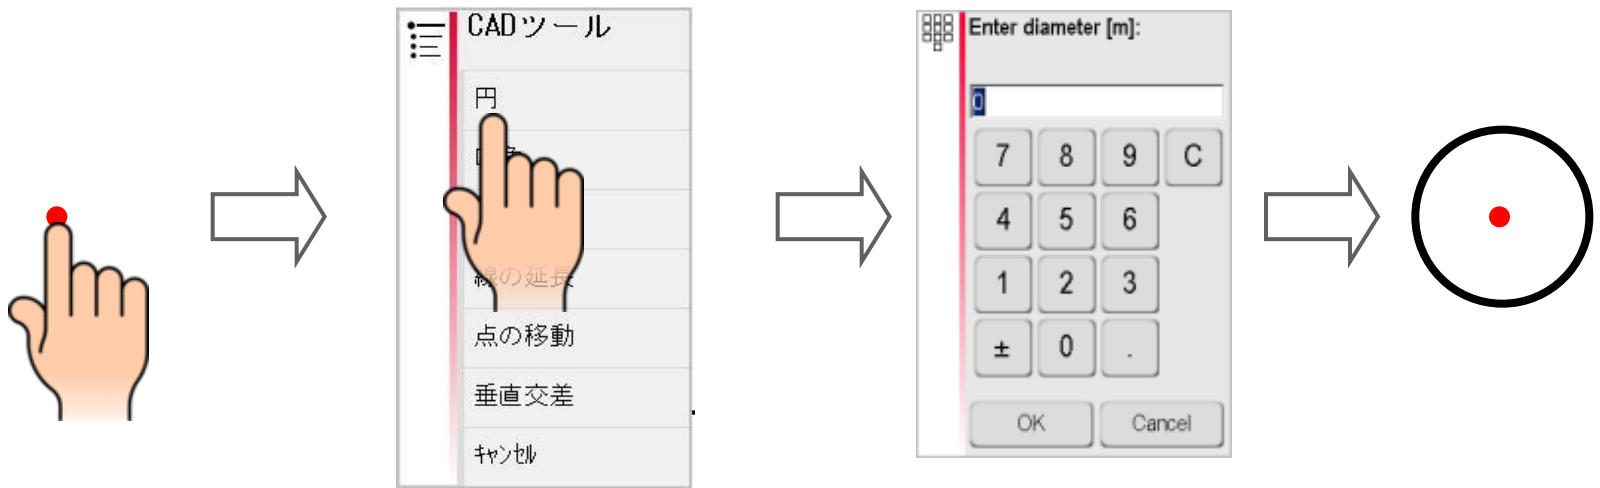 CADツール
円
線の延長
点の移動
垂直交差
ｷｬﾝｾﾙ
Enter diameter [m]:
0
7 8 9 C
4 5 6
1 2 3
± 0 .
OK Cancel